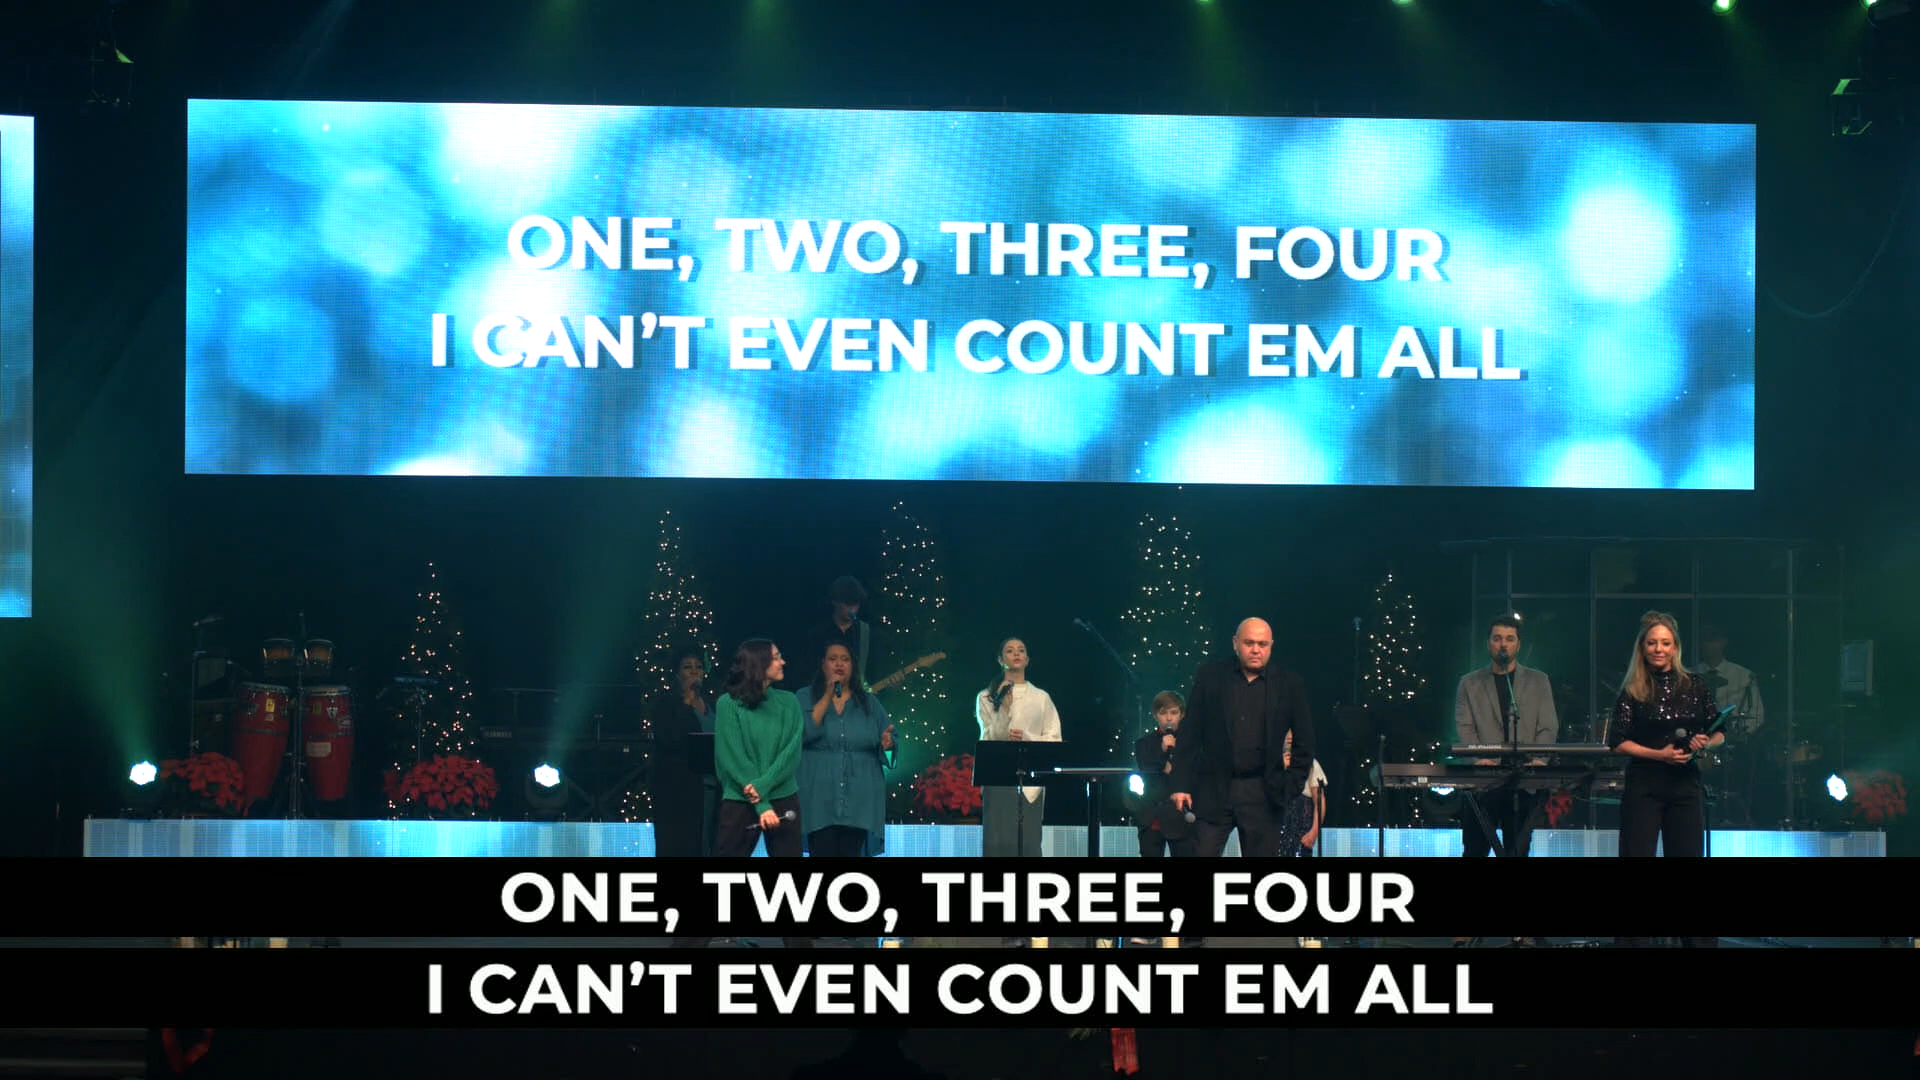 ONE, TWO, THREE, FOUR
I CAN'T EVEN COUNT EM ALL
ONE, TWO, THREE, FOUR
I CAN'T EVEN COUNT EM ALL